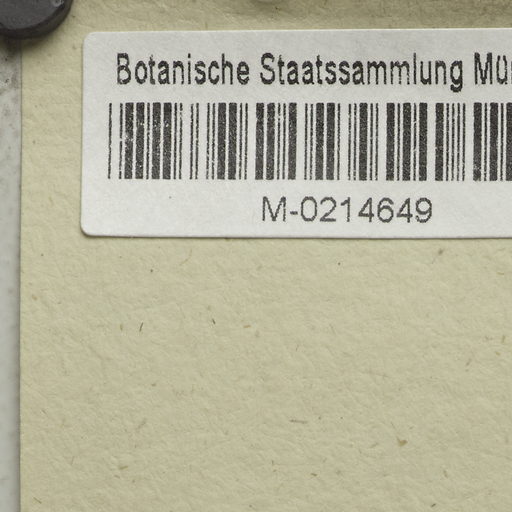 Botanische Staatssammlung Mü
M-0214649